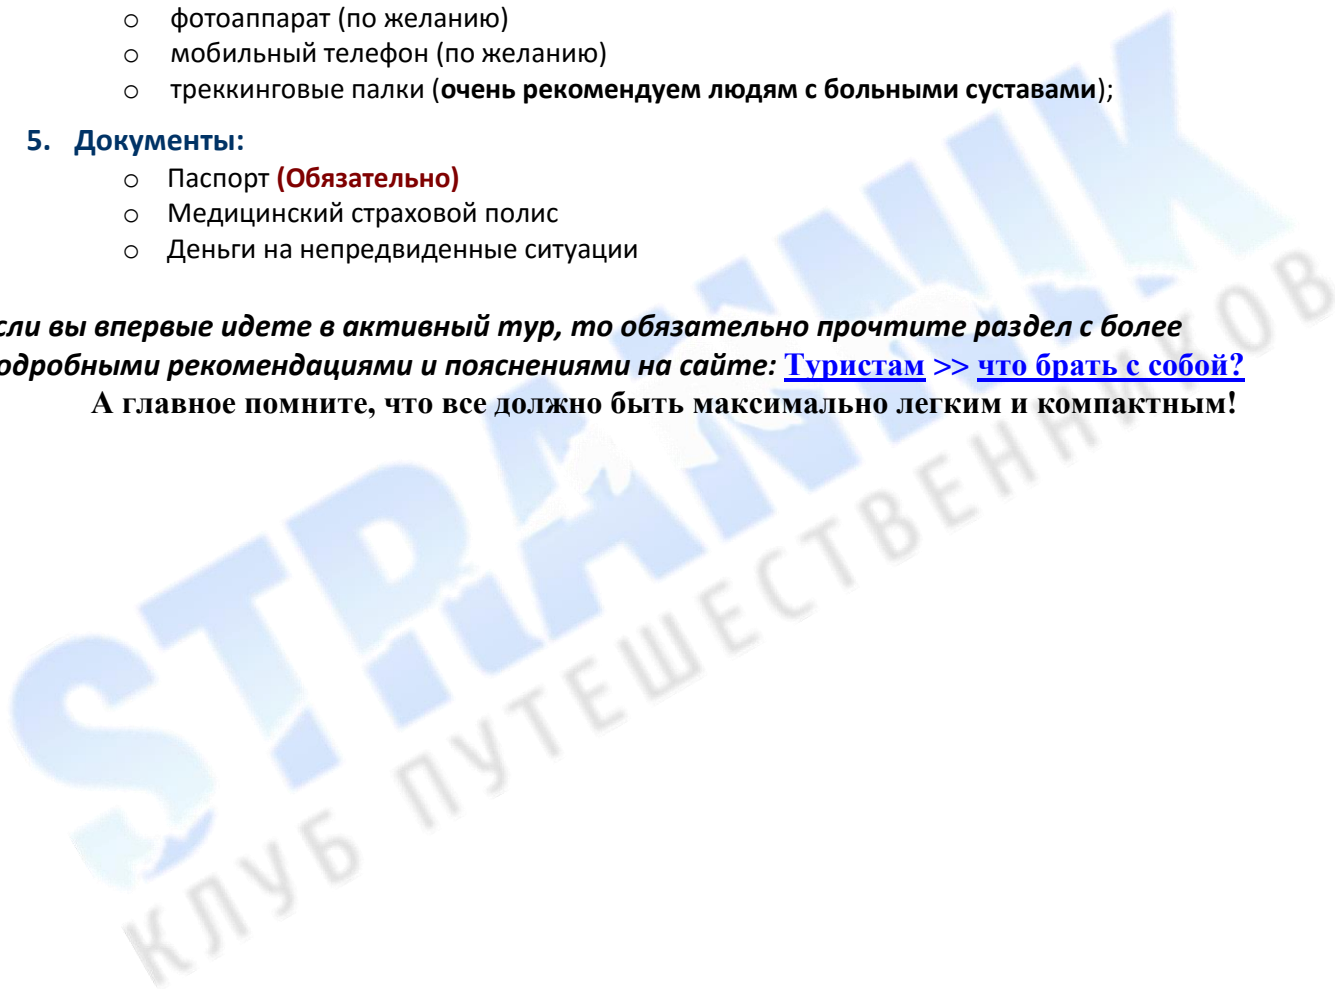 o фотоаппарат (по желанию)
o мобильный телефон (по желанию)
o треккинговые палки (очень рекомендуем людям с больными суставами);
5. Документы:
o Паспорт (Обязательно)
o Медицинский страховой полис
o Деньги на непредвиденные ситуации
сли вы впервые идете в активный тур, то обязательно прочтите раздел с более
одробными рекомендациями и пояснениями на сайте: Туристам >> что брать с собой?
А главное помните, что все должно быть максимально легким и компактным!
STRANNIK
КЛУБ ПУТЕШЕСТВЕННИКОВ